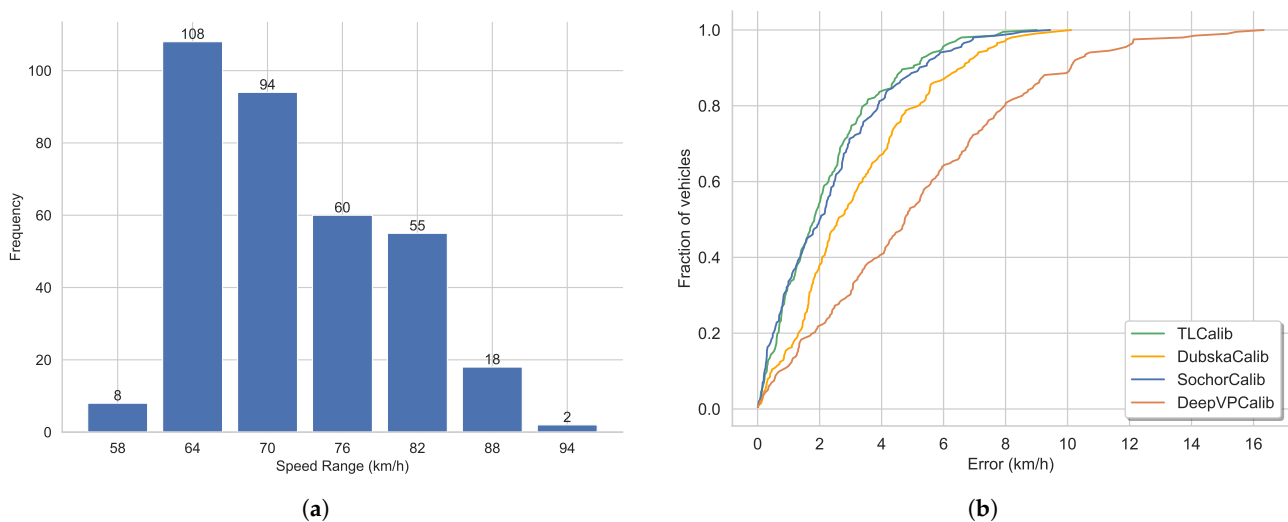 108
94
60
55
18
8
2
100
80
60
40
20
0
Frequency
58 64 70 76 82 88 94
Speed Range (km/h)
(a)
1.0
0.8
0.6
0.4
0.2
0.0
Fraction of vehicles
TLCalib
DubskaCalib
SochorCalib
DeepVPCalib
0 2 4 6 8 10 12 14 16
Error (km/h)
(b)